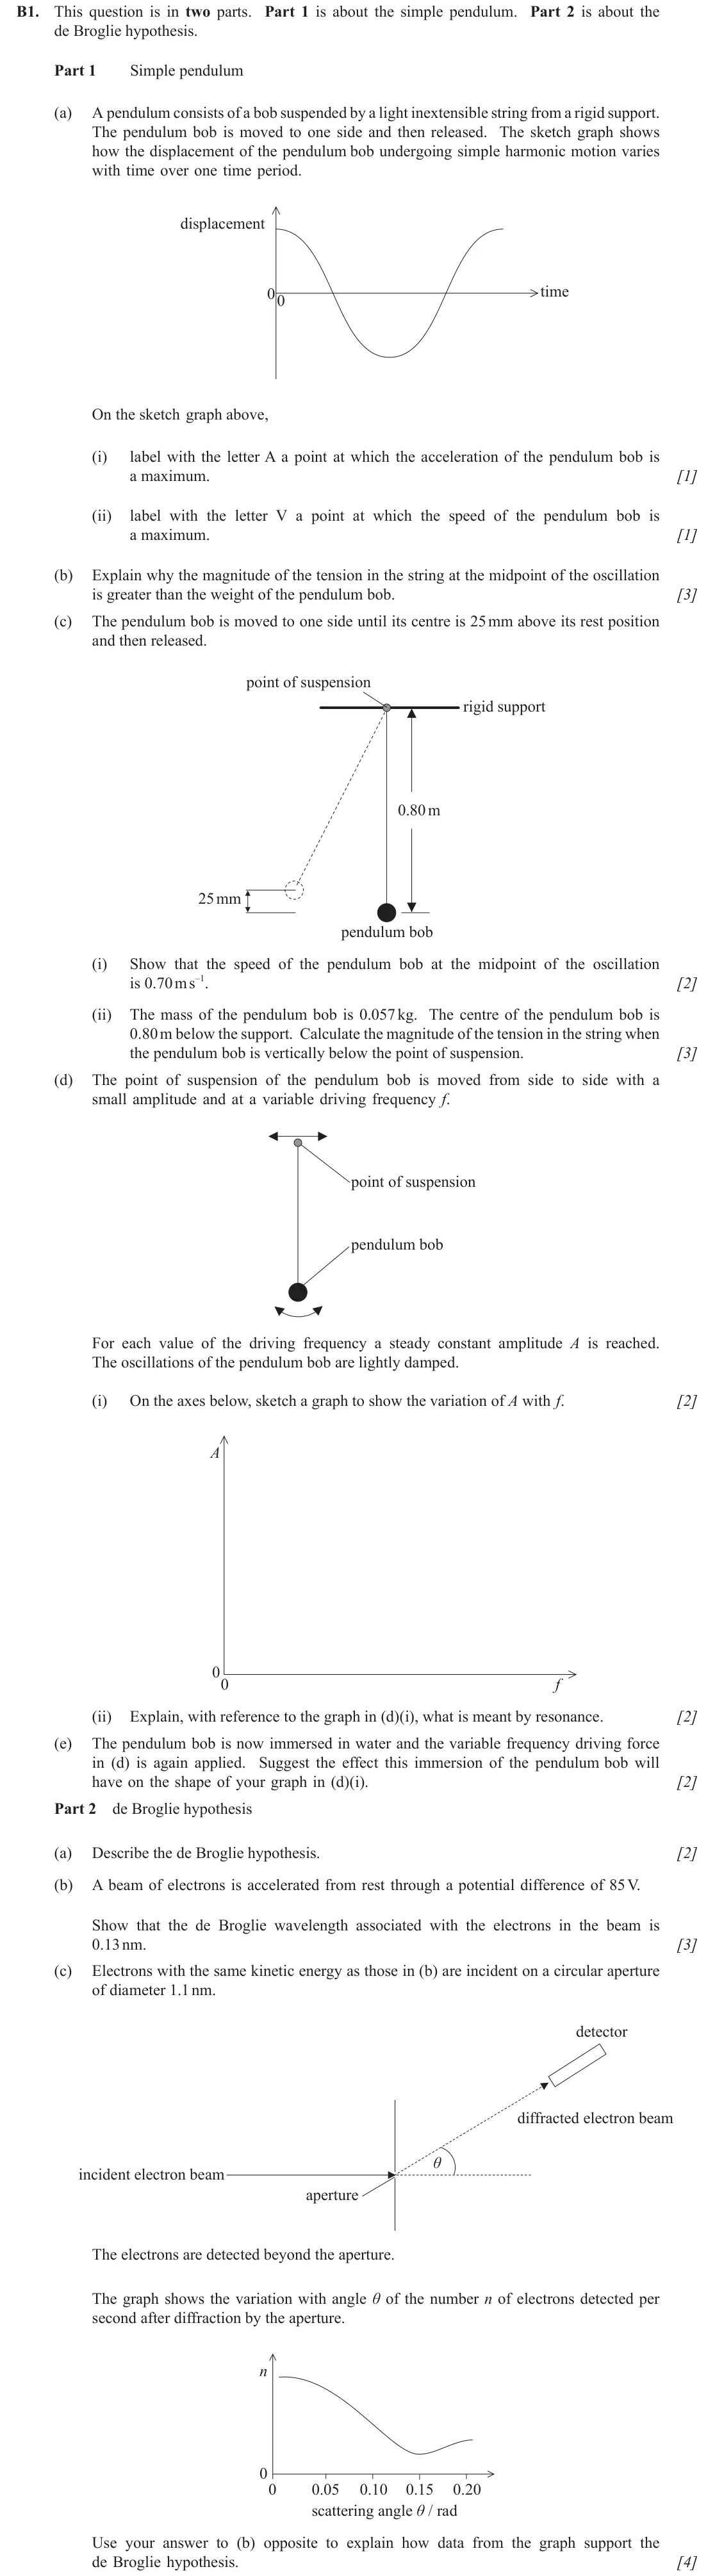 B1. This question is in two parts. Part 1 is about the simple pendulum. Part 2 is about the
de Broglie hypothesis.
Part 1 Simple pendulum
(a) A pendulum consists of a bob suspended by a light inextensible string from a rigid support.
The pendulum bob is moved to one side and then released. The sketch graph shows
how the displacement of the pendulum bob undergoing simple harmonic motion varies
with time over one time period.
displacement
0
0
time
On the sketch graph above,
(i) label with the letter A a point at which the acceleration of the pendulum bob is
a maximum. [1]
(ii) label with the letter V a point at which the speed of the pendulum bob is
a maximum. [1]
(b) Explain why the magnitude of the tension in the string at the midpoint of the oscillation
is greater than the weight of the pendulum bob. [3]
(c) The pendulum bob is moved to one side until its centre is 25 mm above its rest position
and then released.
point of suspension
rigid support
0.80 m
25 mm
pendulum bob
(i) Show that the speed of the pendulum bob at the midpoint of the oscillation
is 0.70 m s⁻¹. [2]
(ii) The mass of the pendulum bob is 0.057 kg. The centre of the pendulum bob is
0.80 m below the support. Calculate the magnitude of the tension in the string when
the pendulum bob is vertically below the point of suspension. [3]
(d) The point of suspension of the pendulum bob is moved from side to side with a
small amplitude and at a variable driving frequency f.
point of suspension
pendulum bob
For each value of the driving frequency a steady constant amplitude A is reached.
The oscillations of the pendulum bob are lightly damped.
(i) On the axes below, sketch a graph to show the variation of A with f. [2]
A
0
0
f
(ii) Explain, with reference to the graph in (d)(i), what is meant by resonance. [2]
(e) The pendulum bob is now immersed in water and the variable frequency driving force
in (d) is again applied. Suggest the effect this immersion of the pendulum bob will
have on the shape of your graph in (d)(i). [2]
Part 2 de Broglie hypothesis
(a) Describe the de Broglie hypothesis. [2]
(b) A beam of electrons is accelerated from rest through a potential difference of 85 V.
Show that the de Broglie wavelength associated with the electrons in the beam is
0.13 nm. [3]
(c) Electrons with the same kinetic energy as those in (b) are incident on a circular aperture
of diameter 1.1 nm.
detector
diffracted electron beam
θ
incident electron beam
aperture
The electrons are detected beyond the aperture.
The graph shows the variation with angle θ of the number n of electrons detected per
second after diffraction by the aperture.
n
0
0 0.05 0.10 0.15 0.20
scattering angle θ / rad
Use your answer to (b) opposite to explain how data from the graph support the
de Broglie hypothesis. [4]